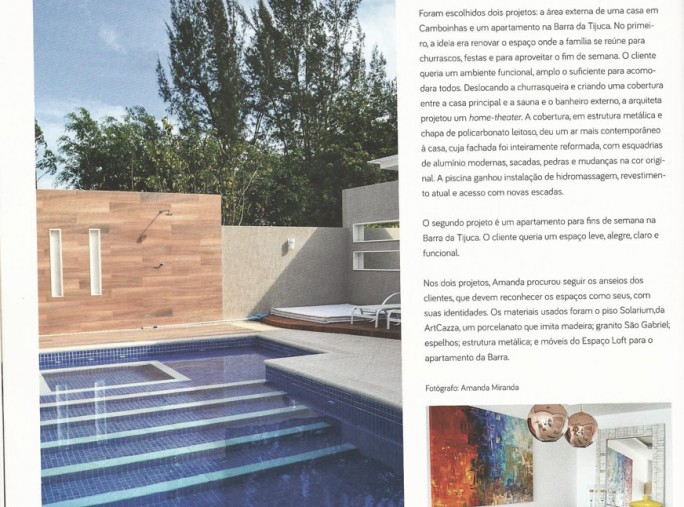 Foram escolhidos dois projetos: a área externa de uma casa em
Camboinhas e um apartamento na Barra da Tijuca. No primei-
ro, a ideia era renovar o espaço onde a família se reúne para
churrascos, festas e para aproveitar o fim de semana. O cliente
queria um ambiente funcional, amplo o suficiente para acomo-
dara todos. Deslocando a churrasqueira e criando uma cobertura
entre a casa principal e a sauna e o banheiro externo, a arquiteta
projetou um home-theater. A cobertura, em estrutura metálica e
chapa de policarbonato leitoso, deu um ar mais contemporâneo
à casa, cuja fachada foi inteiramente reformada, com esquadrias
de alumínio modernas, sacadas, pedras e mudanças na cor origi-
nal. A piscina ganhou instalação de hidromassagem, revestimen-
to atual e acesso com novas escadas.
O segundo projeto é um apartamento para fins de semana na
Barra da Tijuca. O cliente queria um espaço leve, alegre, claro e
funcional.
Nos dois projetos, Amanda procurou seguir os anseios dos
clientes, que devem reconhecer os espaços como seus, com
suas identidades. Os materiais usados foram o piso Solarium,da
ArtCazza, um porcelanato que imita madeira; granito São Gabriel;
espelhos; estrutura metálica; e móveis do Espaço Loft para o
apartamento da Barra.
Fotógrafo: Amanda Miranda